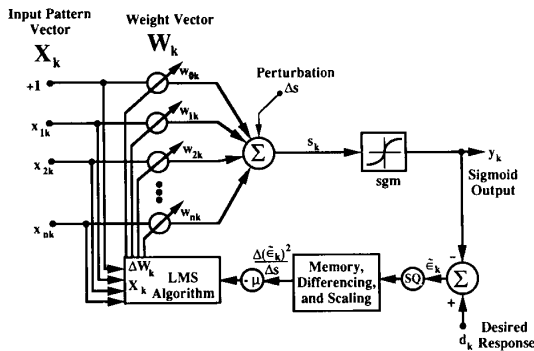 Input Pattern
Vector
X_k
Weight Vector
W_k
+1
w_0k
Perturbation
Δs
x_1k
w_1k
x_2k
w_2k
Σ
s_k
sgm
y_k
Sigmoid
Output
x_nk
w_nk
ΔW_k
X_k
LMS
Algorithm
- μ
Δ(ε̃_k)²
Δs
Memory,
Differencing,
and Scaling
SQ
ε̃_k
Σ
−
+
d_k
Desired
Response